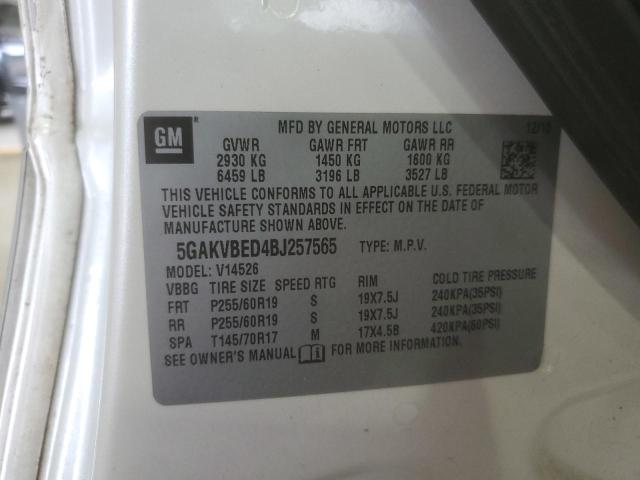 GM ®
MFD BY GENERAL MOTORS LLC 12/10
GVWR GAWR FRT GAWR RR
2930 KG 1450 KG 1600 KG
6459 LB 3196 LB 3527 LB
THIS VEHICLE CONFORMS TO ALL APPLICABLE U.S. FEDERAL MOTOR
VEHICLE SAFETY STANDARDS IN EFFECT ON THE DATE OF
MANUFACTURE SHOWN ABOVE.
5GAKVBED4BJ257565 TYPE: M.P.V.
MODEL: V14526
VBBG TIRE SIZE SPEED RTG RIM COLD TIRE PRESSURE
FRT P255/60R19 S 19X7.5J 240KPA(35PSI)
RR P255/60R19 S 19X7.5J 240KPA(35PSI)
SPA T145/70R17 M 17X4.5B 420KPA(60PSI)
SEE OWNER'S MANUAL FOR MORE INFORMATION.